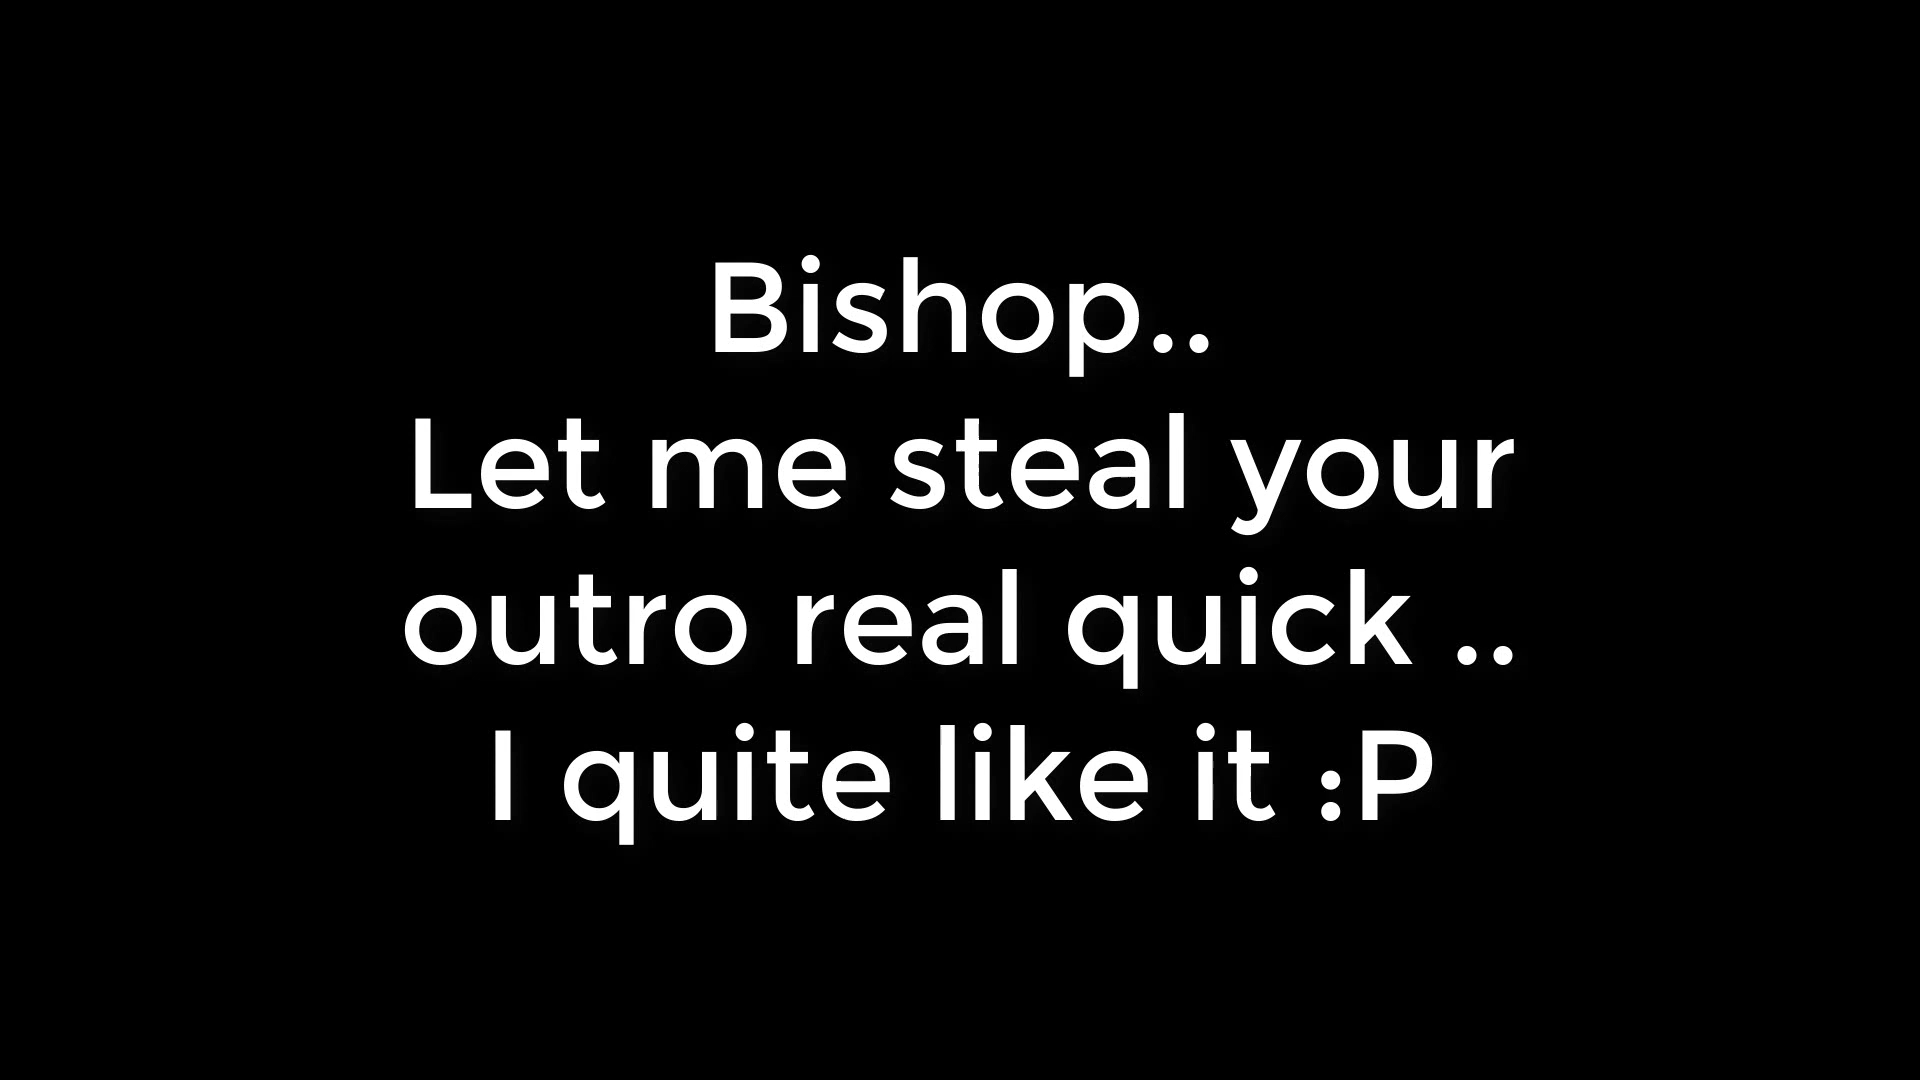 Bishop..
Let me steal your
outro real quick ..
I quite like it :P